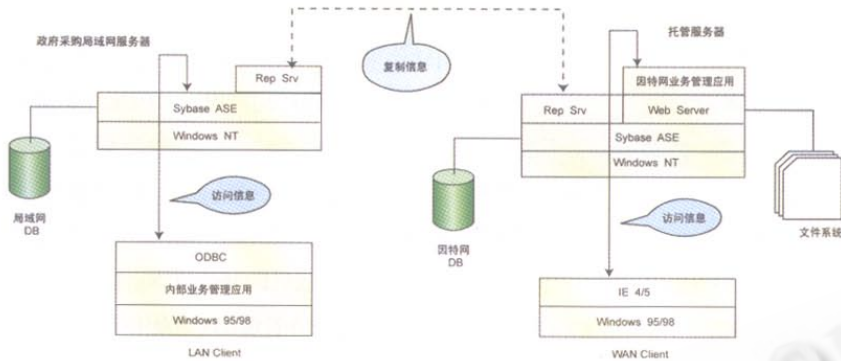 政府采购局域网服务器
托管服务器
复制信息
Rep Srv
因特网业务管理应用
Sybase ASE
Rep Srv
Web Server
Windows NT
Sybase ASE
Windows NT
访问信息
访问信息
局域网
DB
因特网
DB
文件系统
ODBC
内部业务管理应用
Windows 95/98
IE 4/5
Windows 95/98
LAN Client
WAN Client